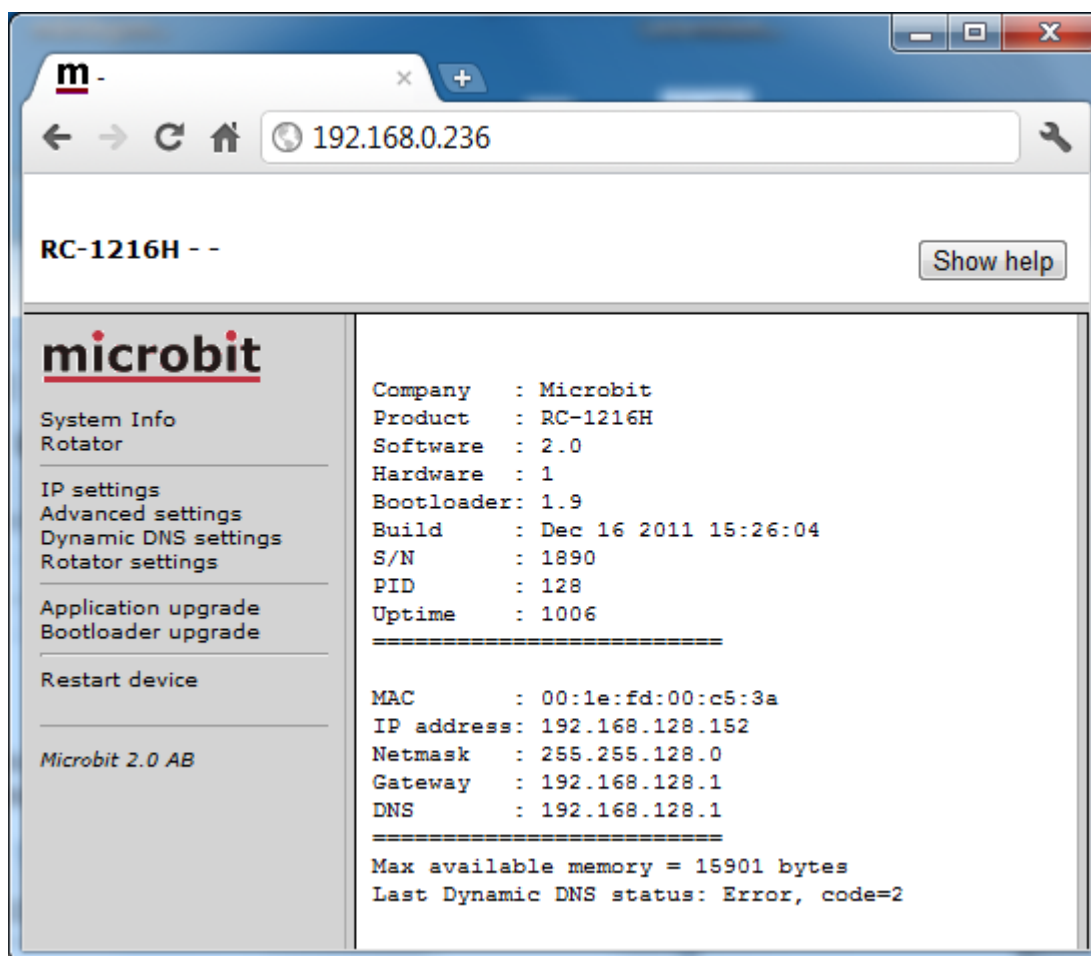 m -
192.168.0.236
RC-1216H - -
Show help
microbit
System Info
Rotator
IP settings
Advanced settings
Dynamic DNS settings
Rotator settings
Application upgrade
Bootloader upgrade
Restart device
Microbit 2.0 AB
Company : Microbit
Product : RC-1216H
Software : 2.0
Hardware : 1
Bootloader: 1.9
Build : Dec 16 2011 15:26:04
S/N : 1890
PID : 128
Uptime : 1006
=========================
MAC : 00:1e:fd:00:c5:3a
IP address: 192.168.128.152
Netmask : 255.255.128.0
Gateway : 192.168.128.1
DNS : 192.168.128.1
=========================
Max available memory = 15901 bytes
Last Dynamic DNS status: Error, code=2